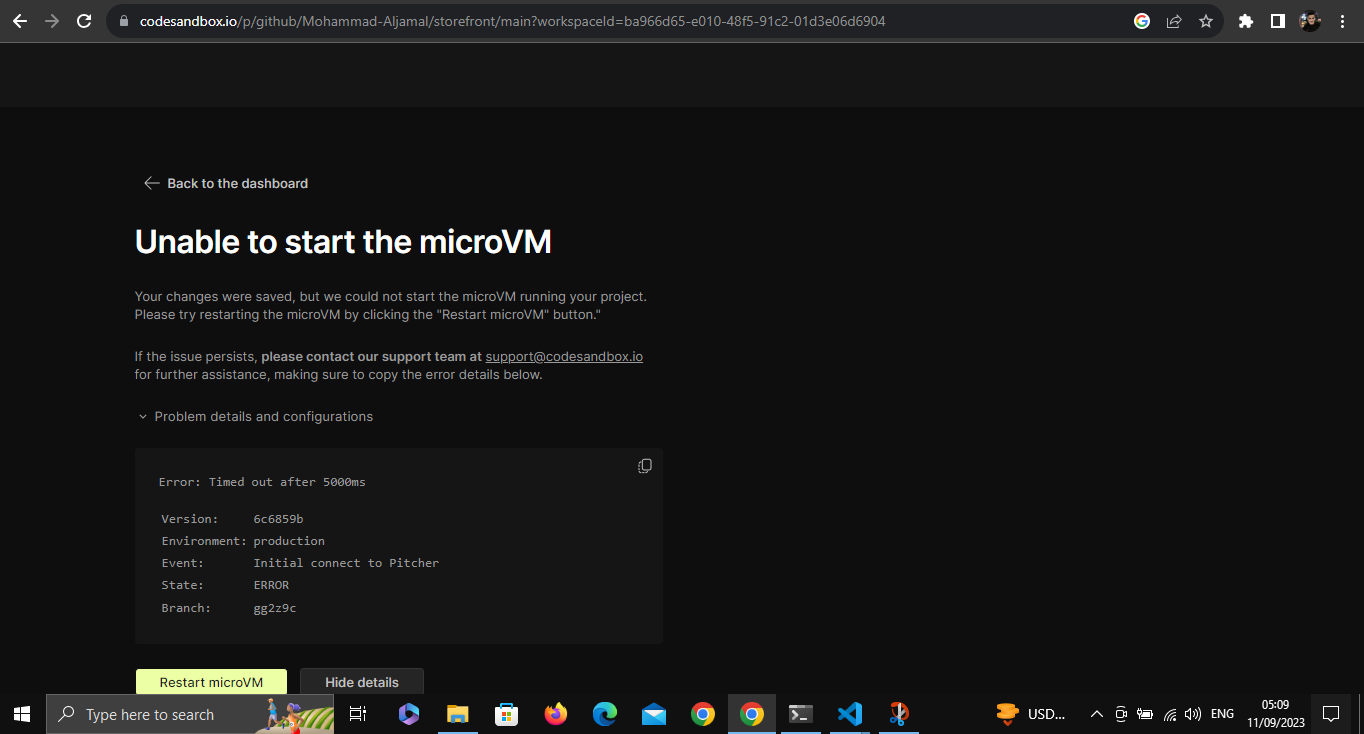 codesandbox.io/p/github/Mohammad-Aljamal/storefront/main?workspaceId=ba966d65-e010-48f5-91c2-01d3e06d6904
Back to the dashboard
Unable to start the microVM
Your changes were saved, but we could not start the microVM running your project.
Please try restarting the microVM by clicking the "Restart microVM" button."
If the issue persists, please contact our support team at support@codesandbox.io
for further assistance, making sure to copy the error details below.
Problem details and configurations
Error: Timed out after 5000ms
Version: 6c6859b
Environment: production
Event: Initial connect to Pitcher
State: ERROR
Branch: gg2z9c
Restart microVM Hide details
Type here to search USD... ENG 05:09
11/09/2023